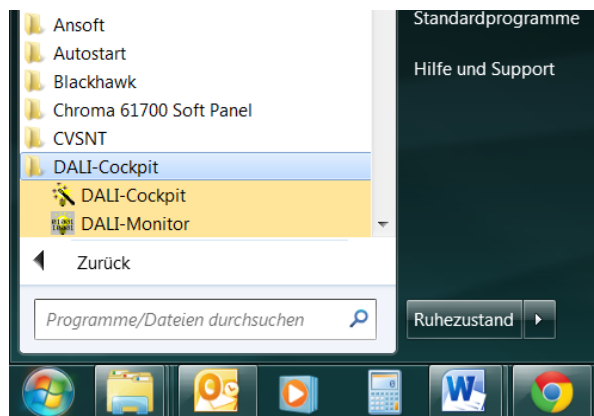 Ansoft
Autostart
Blackhawk
Chroma 61700 Soft Panel
CVSNT
DALI-Cockpit
DALI-Cockpit
DALI-Monitor
Zurück
Programme/Dateien durchsuchen
Standardprogramme
Hilfe und Support
Ruhezustand